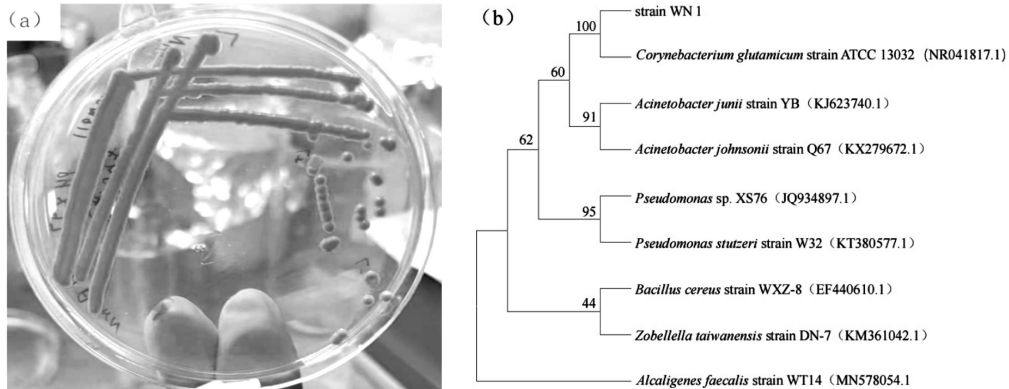 (a)
(b)
strain WN 1
100
Corynebacterium glutamicum strain ATCC 13032 (NR041817.1)
60
Acinetobacter junii strain YB（KJ623740.1）
91
62
Acinetobacter johnsonii strain Q67（KX279672.1）
Pseudomonas sp. XS76（JQ934897.1）
95
Pseudomonas stutzeri strain W32（KT380577.1）
Bacillus cereus strain WXZ-8（EF440610.1）
44
Zobellella taiwanensis strain DN-7（KM361042.1）
Alcaligenes faecalis strain WT14（MN578054.1